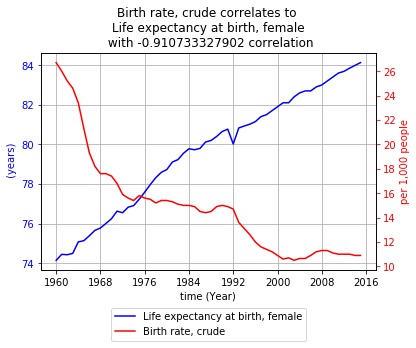 Birth rate, crude correlates to
Life expectancy at birth, female
with -0.910733327902 correlation
84
82
80
78
76
74
(years)
26
24
22
20
18
16
14
12
10
per 1,000 people
1960 1968 1976 1984 1992 2000 2008 2016
time (Year)
Life expectancy at birth, female
Birth rate, crude